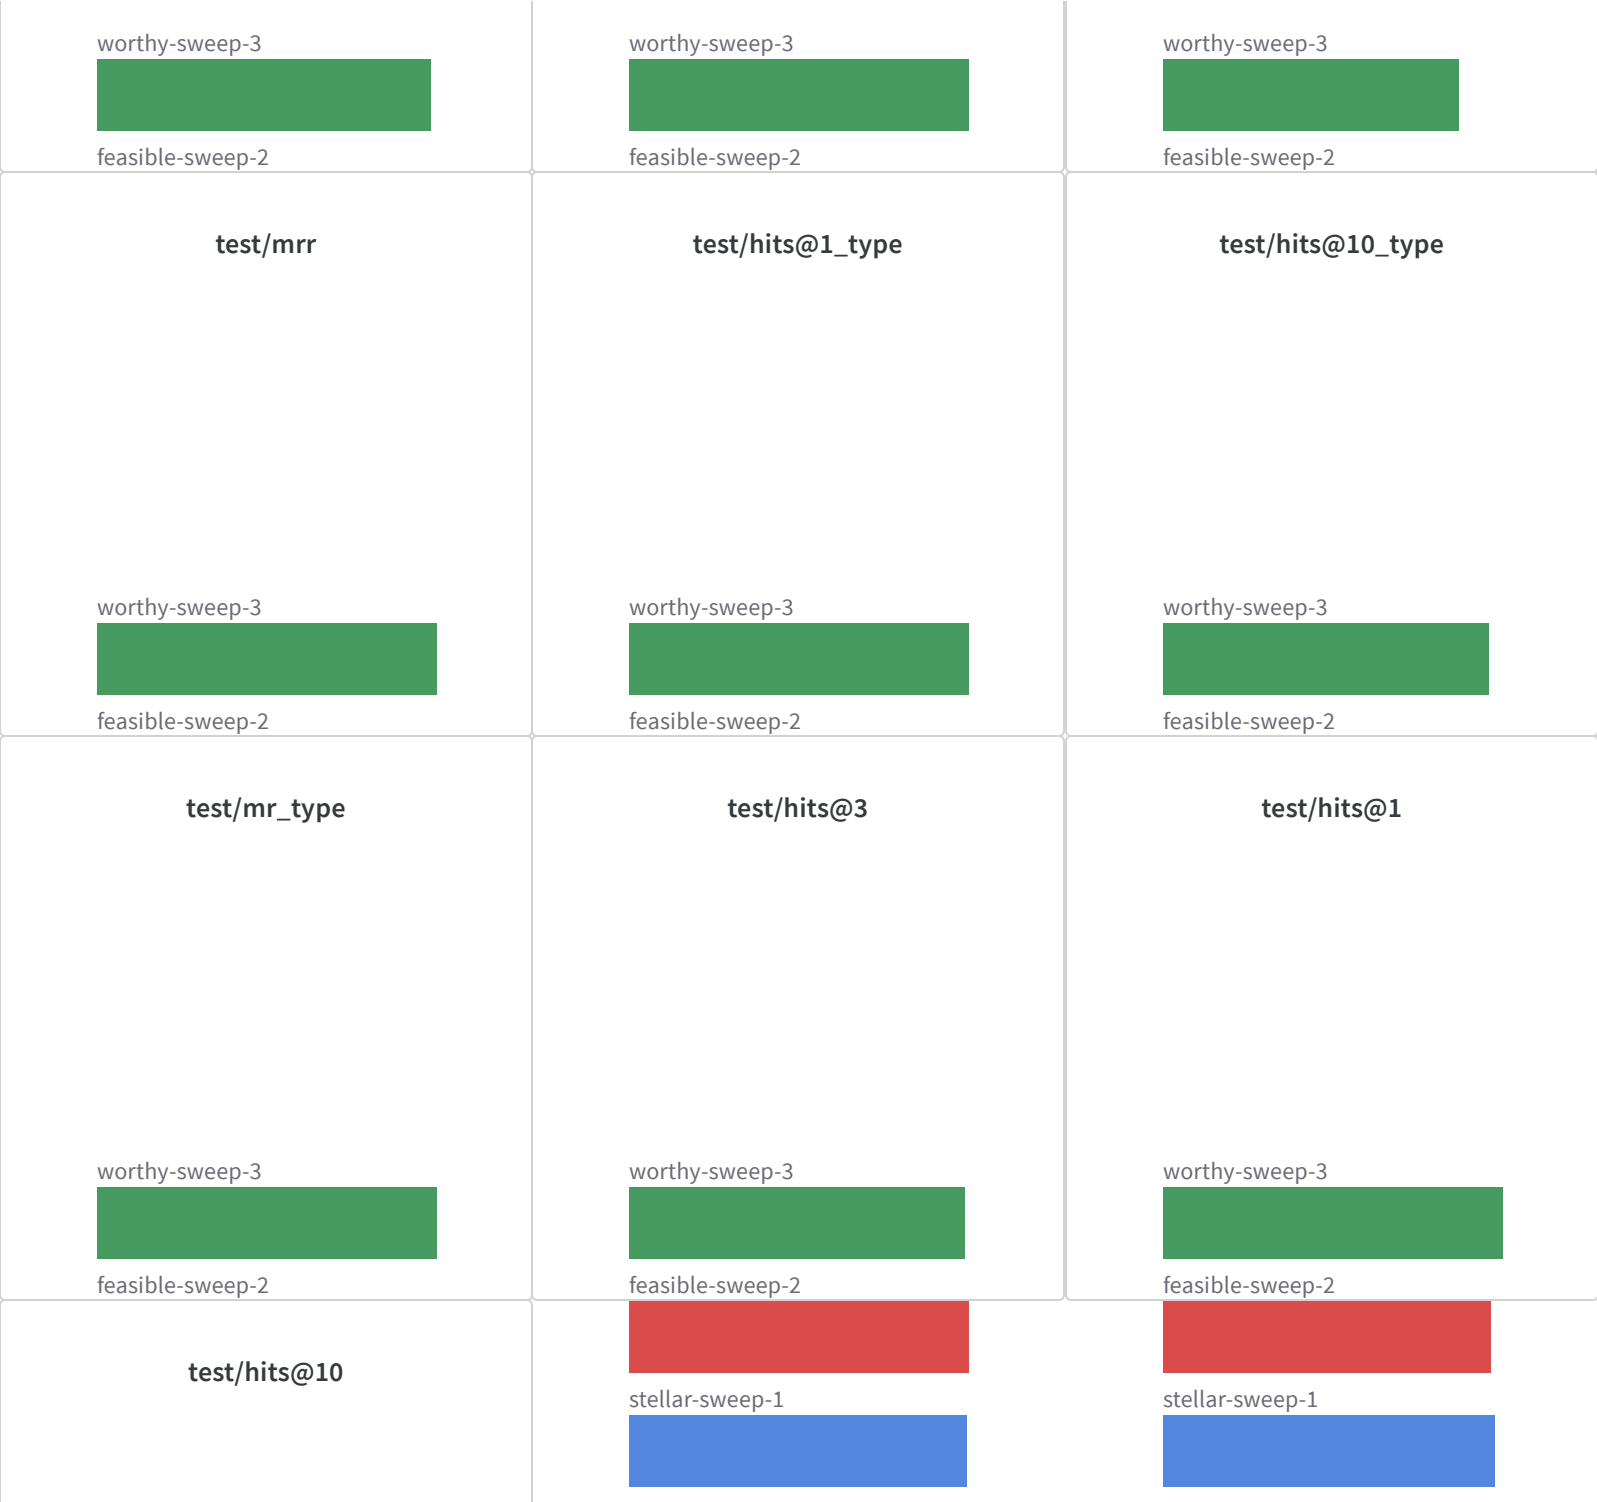 worthy-sweep-3
worthy-sweep-3
worthy-sweep-3
feasible-sweep-2
feasible-sweep-2
feasible-sweep-2
test/mrr
test/hits@1_type
test/hits@10_type
worthy-sweep-3
worthy-sweep-3
worthy-sweep-3
feasible-sweep-2
feasible-sweep-2
feasible-sweep-2
test/mr_type
test/hits@3
test/hits@1
worthy-sweep-3
worthy-sweep-3
worthy-sweep-3
feasible-sweep-2
feasible-sweep-2
feasible-sweep-2
test/hits@10
stellar-sweep-1
stellar-sweep-1